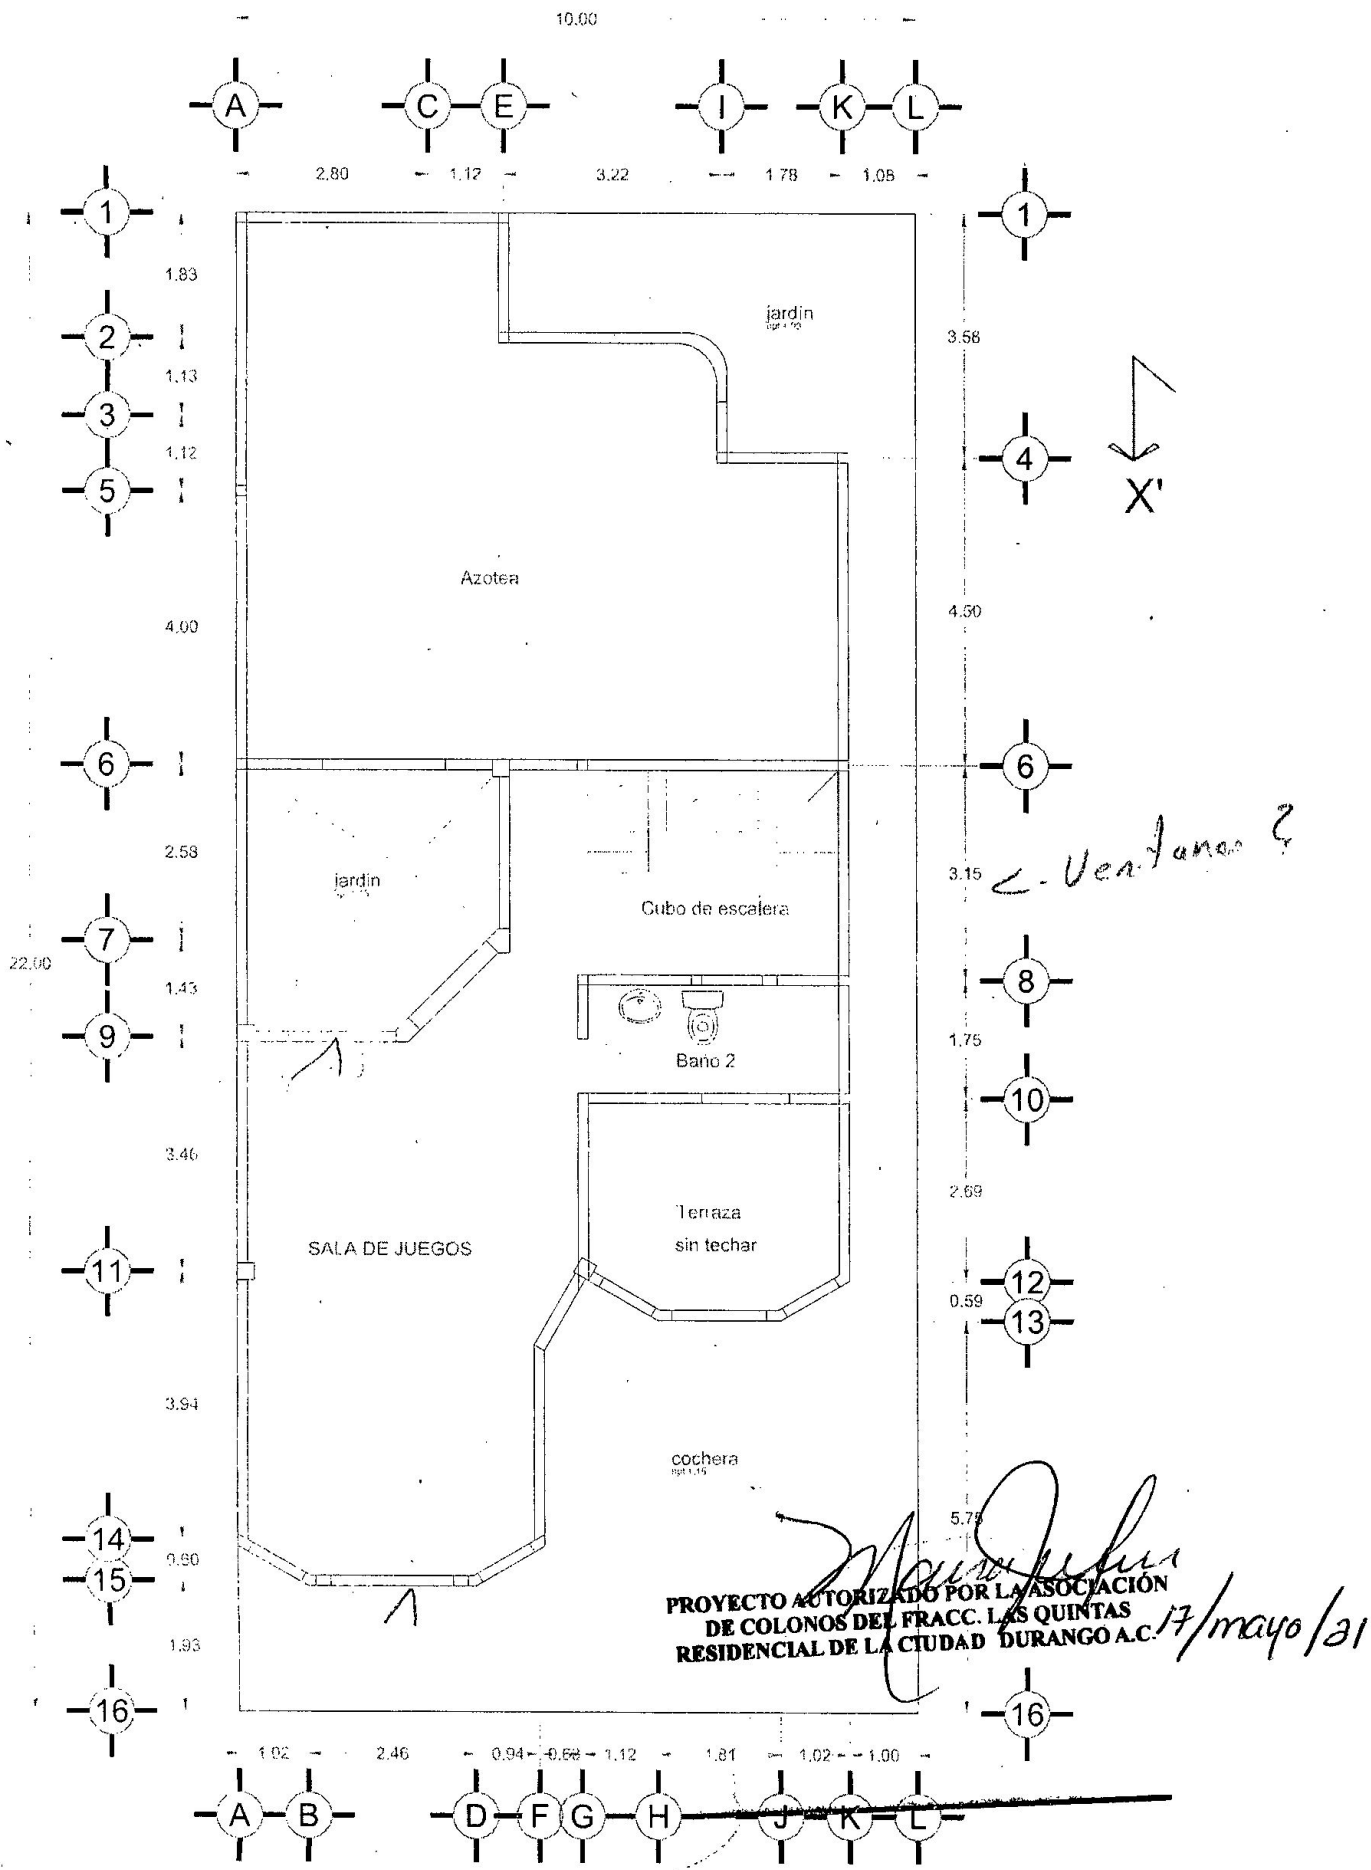 10.00
A C E I K L
2.80 1.12 3.22 1.78 1.08
1 1
1.83
jardin
2 3.58
1.13
3
1.12
4
5
X'
Azotea
4.00 4.50
6 6
2.58 3.15 Ventanas ?
jardin
Cubo de escalera
7
22.00
8
1.43
9 1.75
Baño 2
10
3.46
2.69
Terraza
SALA DE JUEGOS sin techar
11 12
0.59
13
3.94
cochera
5.75
14
0.60
15
PROYECTO AUTORIZADO POR LA ASOCIACIÓN
DE COLONOS DEL FRACC. LAS QUINTAS
RESIDENCIAL DE LA CIUDAD DURANGO A.C. 17/mayo/21
1.93
16 16
1.02 2.46 0.94 0.68 1.12 1.81 1.02 1.00
A B D F G H J K L